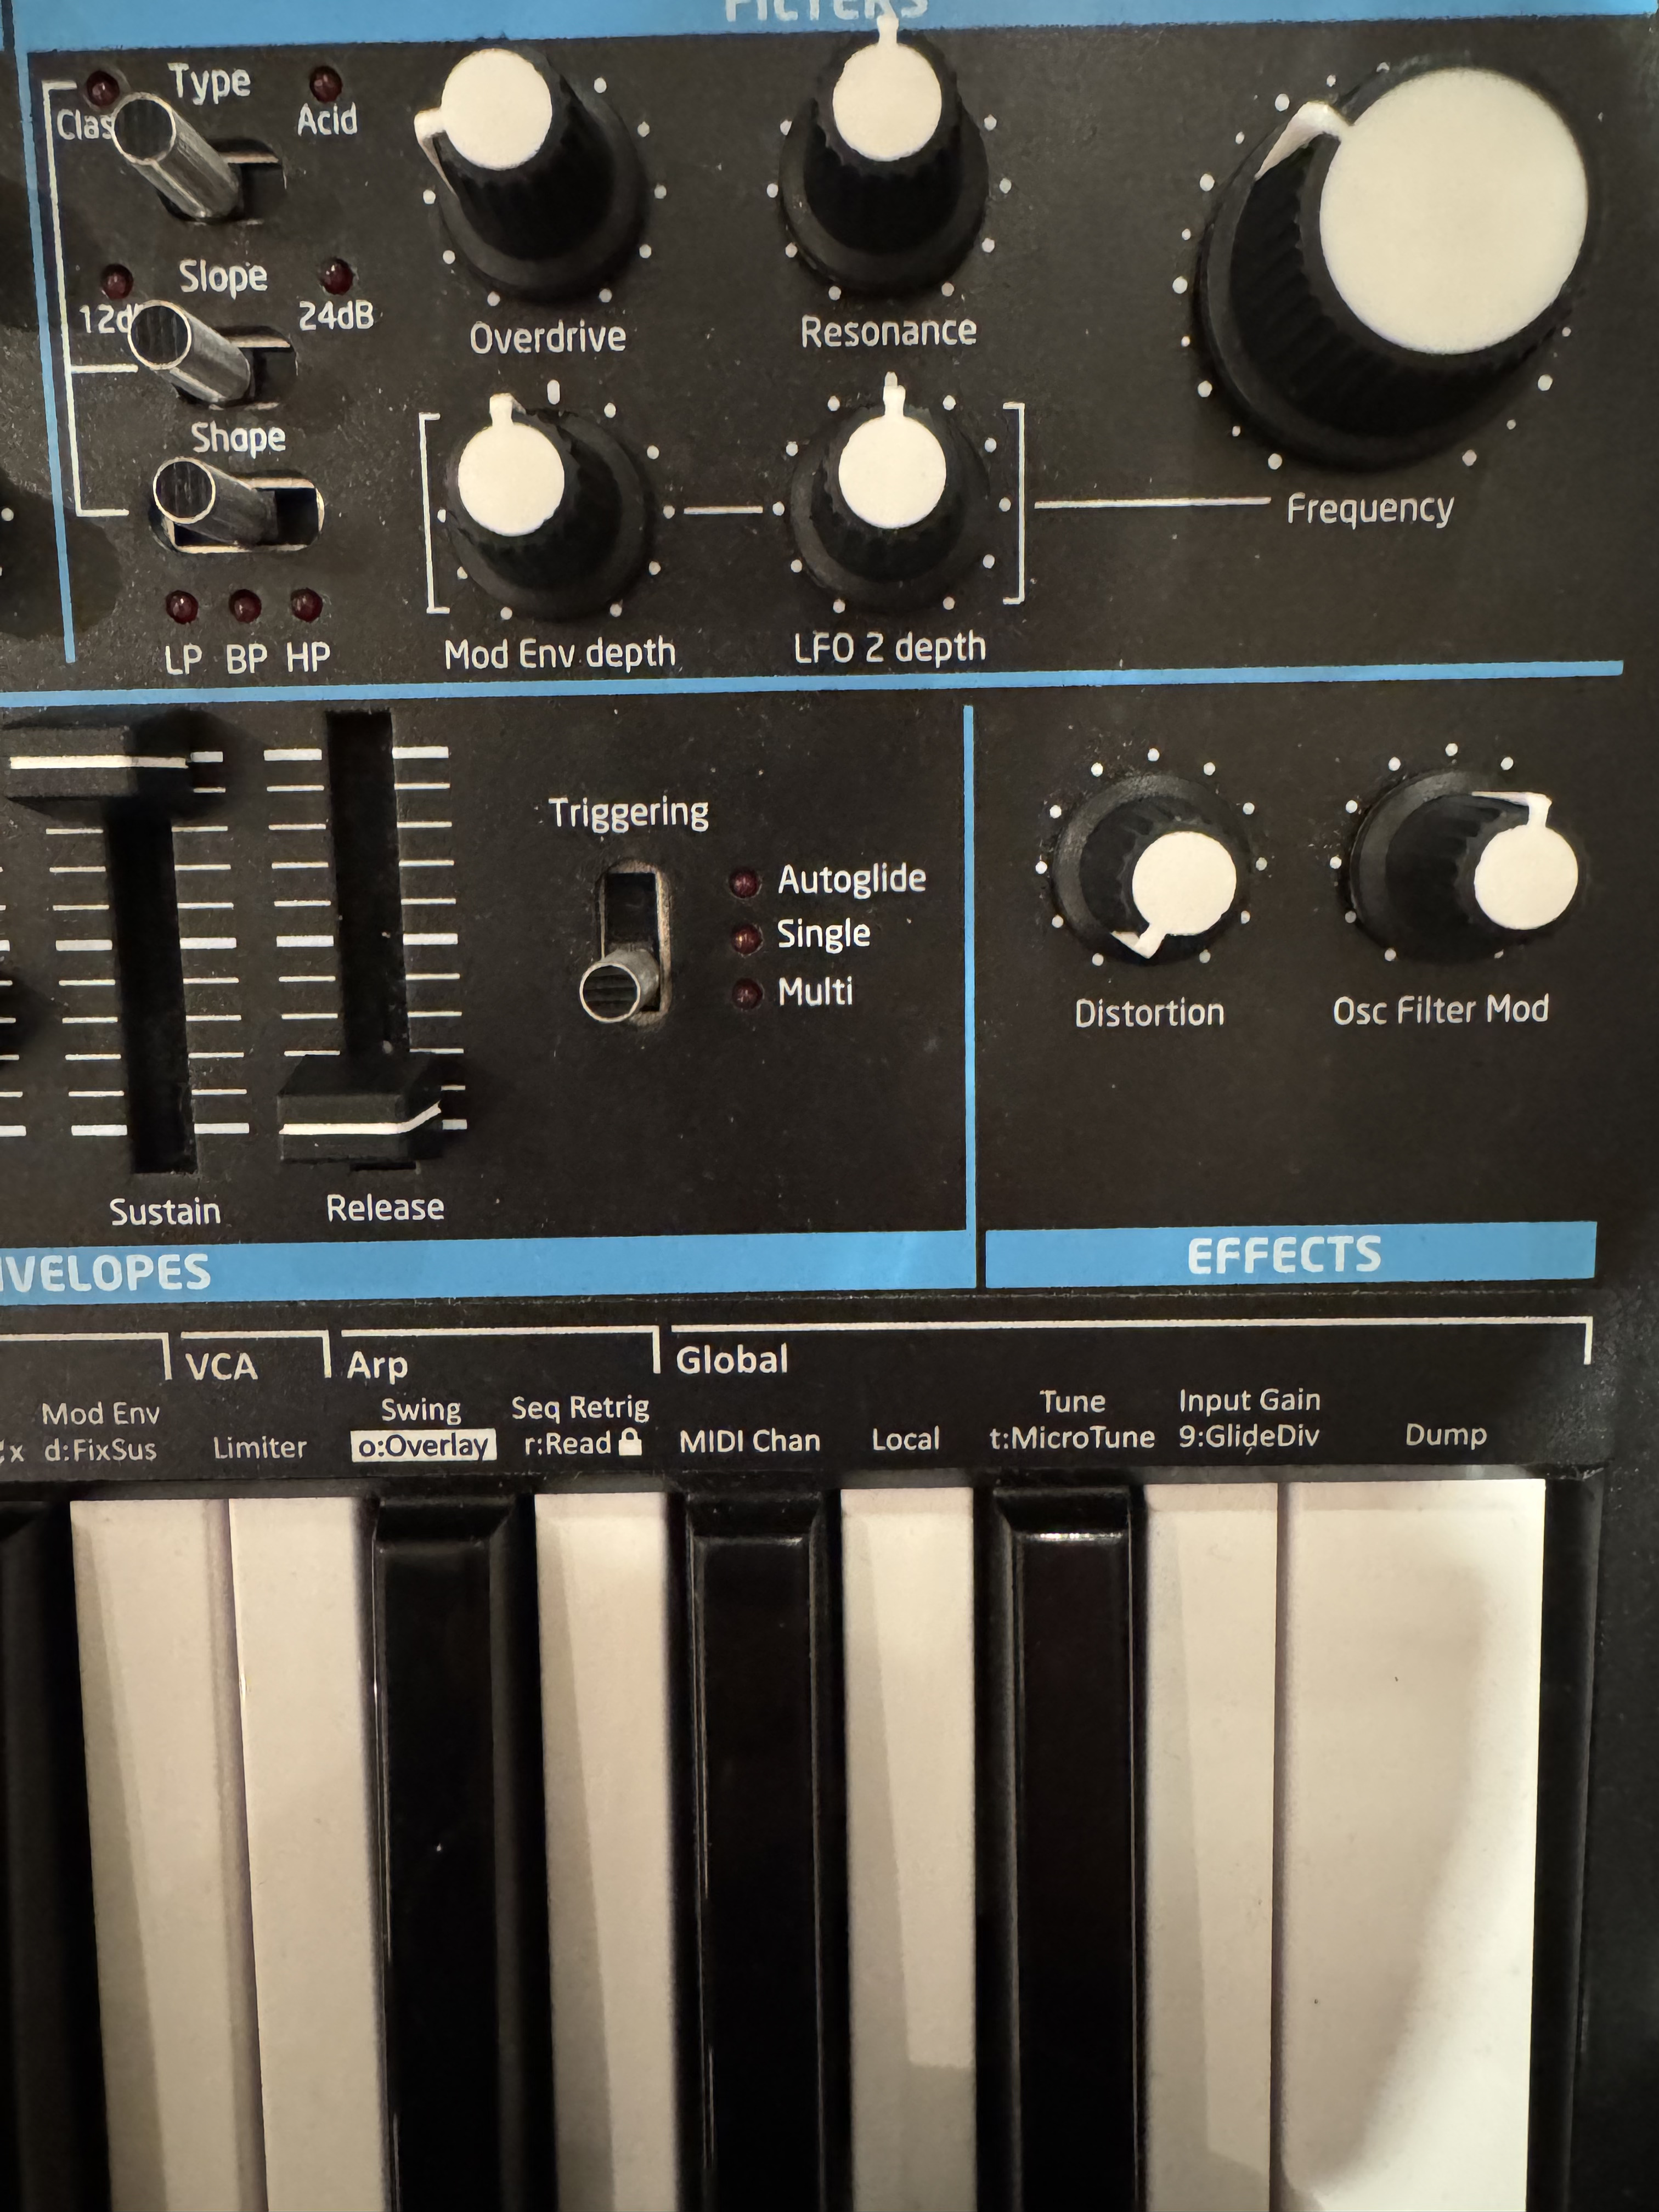 FILTERS
Type
Acid
Slope
24dB
Shape
LP BP HP
Overdrive
Resonance
Mod Env depth
LFO 2 depth
Frequency
Sustain
Release
Triggering
Autoglide
Single
Multi
Distortion
Osc Filter Mod
EFFECTS
VCA
Arp
Global
Mod Env
d:FixSus
Limiter
Swing
o:Overlay
Seq Retrig
r:Read
MIDI Chan
Local
Tune
t:MicroTune
Input Gain
9:GlideDiv
Dump